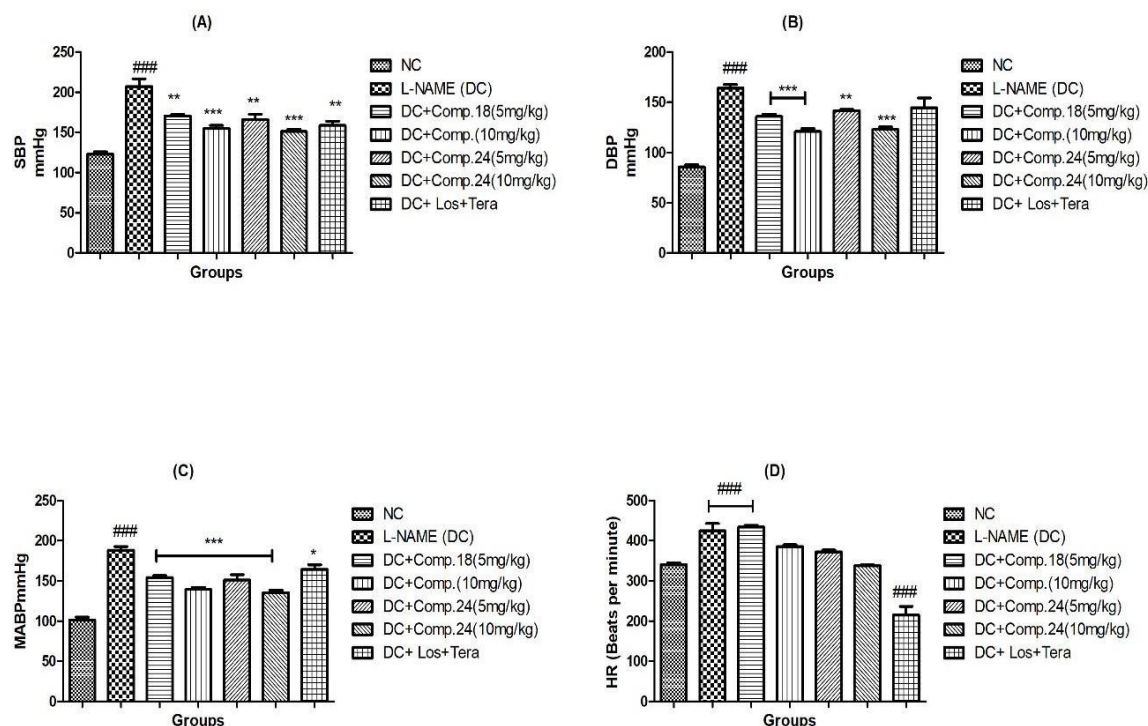 (A)
250
200
150
100
50
0
SBP
mmHg
###
**
***
**
***
**
Groups
NC
L-NAME (DC)
DC+Comp.18(5mg/kg)
DC+Comp.(10mg/kg)
DC+Comp.24(5mg/kg)
DC+Comp.24(10mg/kg)
DC+ Los+Tera
(B)
200
150
100
50
0
DBP
mmHg
###
***
**
***
Groups
NC
L-NAME (DC)
DC+Comp.18(5mg/kg)
DC+Comp.(10mg/kg)
DC+Comp.24(5mg/kg)
DC+Comp.24(10mg/kg)
DC+ Los+Tera
(C)
250
200
150
100
50
0
MABPmmHg
###
***
*
Groups
NC
L-NAME (DC)
DC+Comp.18(5mg/kg)
DC+Comp.(10mg/kg)
DC+Comp.24(5mg/kg)
DC+Comp.24(10mg/kg)
DC+ Los+Tera
(D)
500
400
300
200
100
0
HR (Beats per minute)
###
###
Groups
NC
L-NAME (DC)
DC+Comp.18(5mg/kg)
DC+Comp.(10mg/kg)
DC+Comp.24(5mg/kg)
DC+Comp.24(10mg/kg)
DC+ Los+Tera